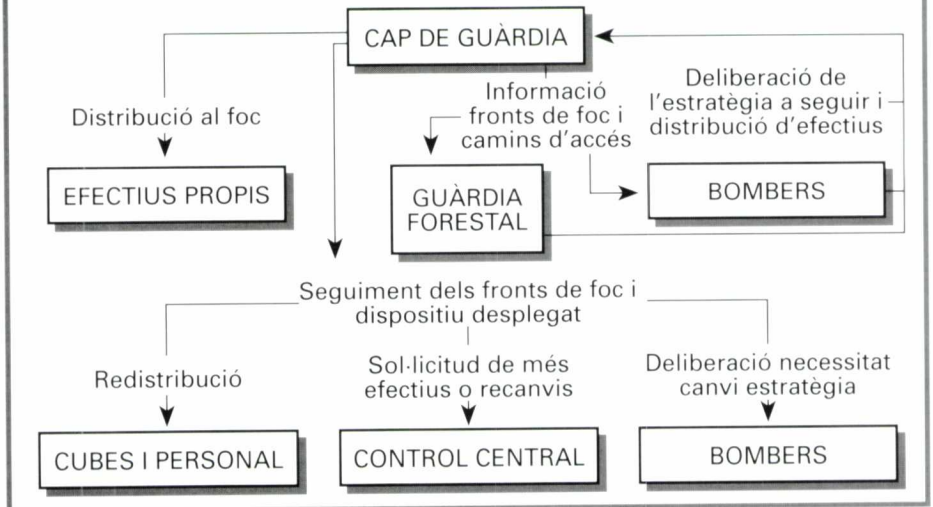 CAP DE GUÀRDIA
Distribució al foc
Informació
fronts de foc i
camins d'accés
Deliberació de
l'estratègia a seguir i
distribució d'efectius
EFECTIUS PROPIS
GUÀRDIA
FORESTAL
BOMBERS
Seguiment dels fronts de foc i
dispositiu desplegat
Redistribució
Sol·licitud de més
efectius o recanvis
Deliberació necessitat
canvi estratègia
CUBES I PERSONAL
CONTROL CENTRAL
BOMBERS